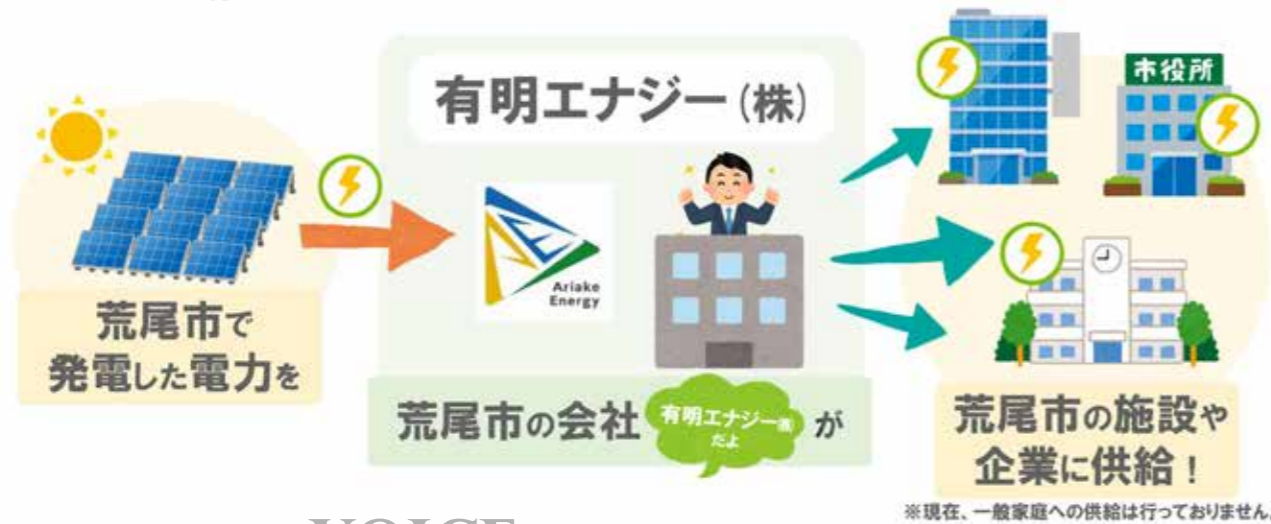 有明エナジー(株)
市役所
Ariake
Energy
荒尾市で
発電した電力を
荒尾市の会社
有明エナジー㈱
だよ
が
荒尾市の施設や
企業に供給!
※現在、一般家庭への供給は行っておりません。
VOICE